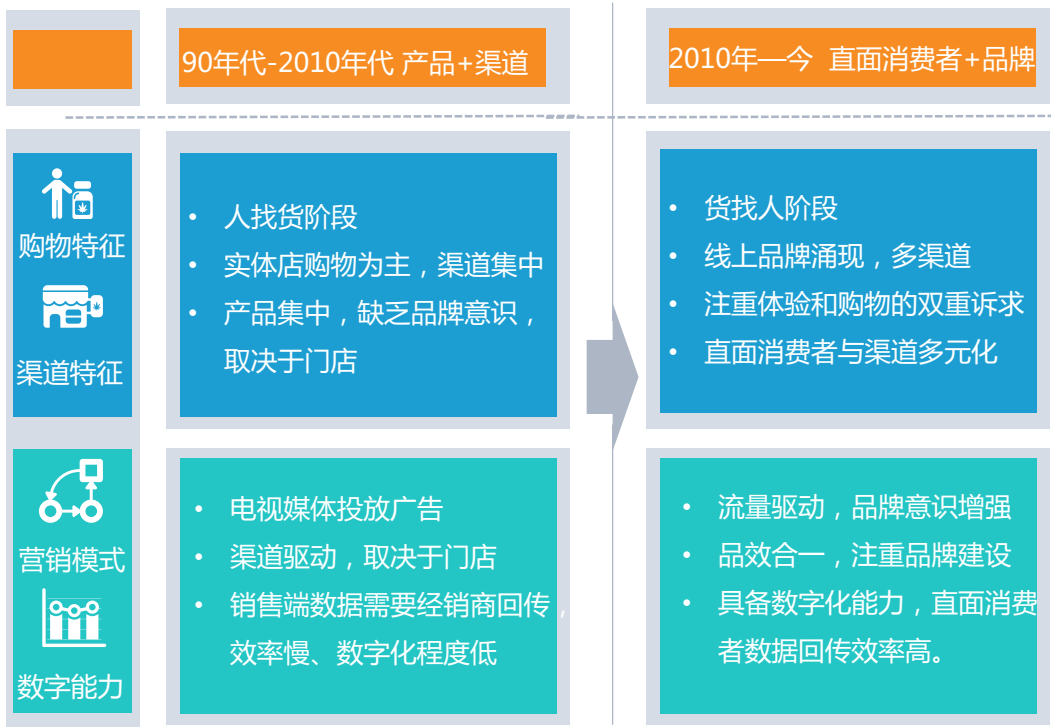 90年代-2010年代 产品+渠道
2010年—今 直面消费者+品牌
购物特征
渠道特征
• 人找货阶段
• 实体店购物为主，渠道集中
• 产品集中，缺乏品牌意识，
取决于门店
• 货找人阶段
• 线上品牌涌现，多渠道
• 注重体验和购物的双重诉求
• 直面消费者与渠道多元化
营销模式
数字能力
• 电视媒体投放广告
• 渠道驱动，取决于门店
• 销售端数据需要经销商回传，
效率慢、数字化程度低
• 流量驱动，品牌意识增强
• 品效合一，注重品牌建设
• 具备数字化能力，直面消费
者数据回传效率高。